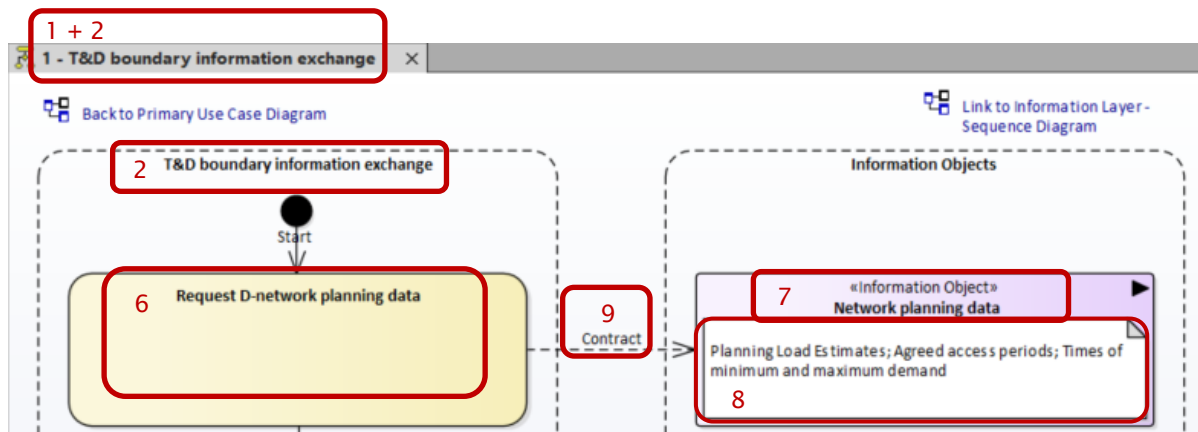 1 + 2
1 - T&D boundary information exchange ×
Back to Primary Use Case Diagram
Link to Information Layer -
Sequence Diagram
2 T&D boundary information exchange
Information Objects
Start
6 Request D-network planning data
9
Contract
7 «Information Object»
Network planning data
Planning Load Estimates; Agreed access periods; Times of
minimum and maximum demand
8